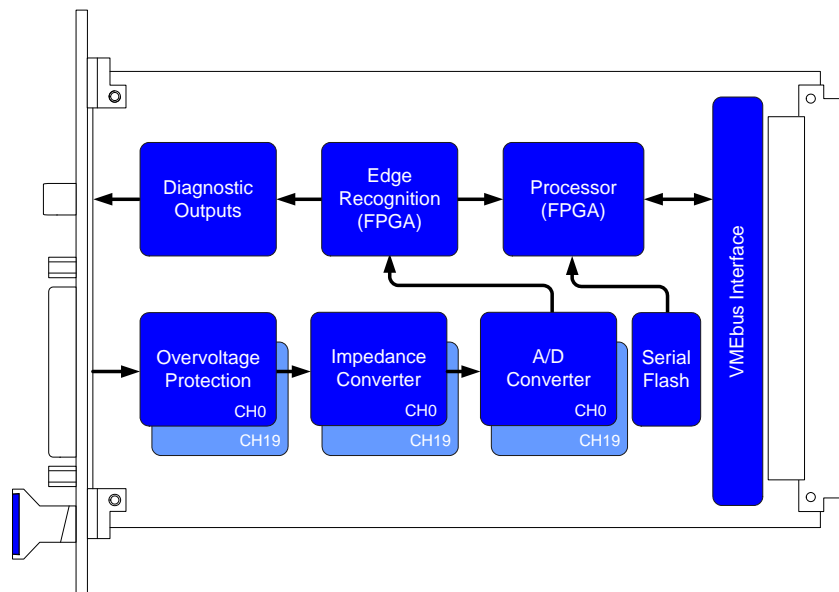 Diagnostic
Outputs
Edge
Recognition
(FPGA)
Processor
(FPGA)
VMEbus Interface
Overvoltage
Protection
CH0
CH19
Impedance
Converter
CH0
CH19
A/D
Converter
CH0
CH19
Serial
Flash